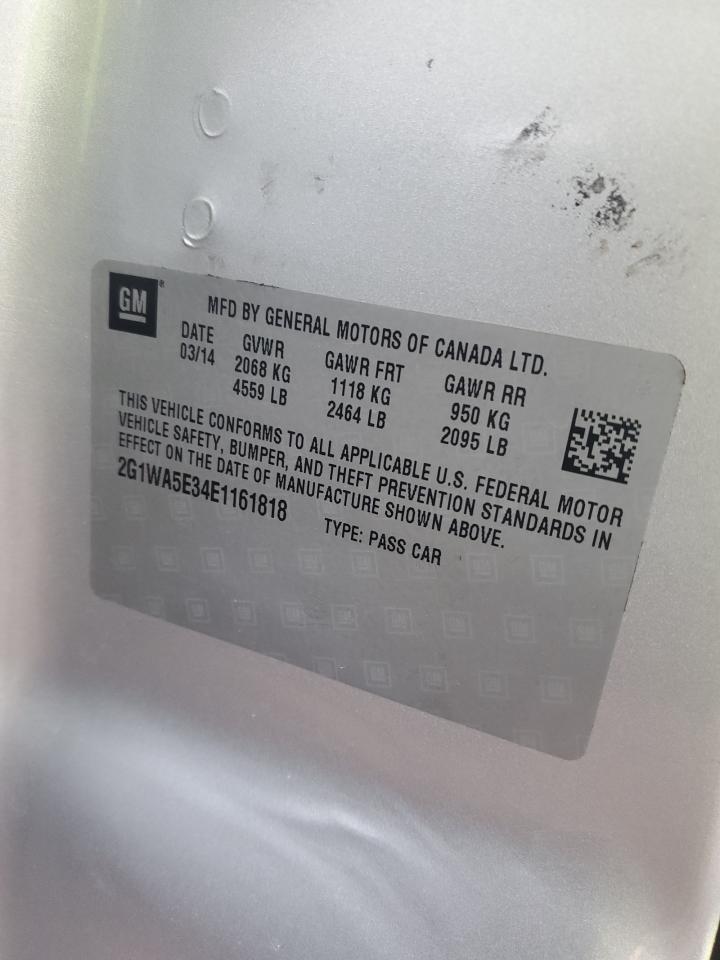 GM
MFD BY GENERAL MOTORS OF CANADA LTD.
DATE GVWR GAWR FRT GAWR RR
03/14 2068 KG 1118 KG 950 KG
4559 LB 2464 LB 2095 LB
THIS VEHICLE CONFORMS TO ALL APPLICABLE U.S. FEDERAL MOTOR
VEHICLE SAFETY, BUMPER, AND THEFT PREVENTION STANDARDS IN
EFFECT ON THE DATE OF MANUFACTURE SHOWN ABOVE.
2G1WA5E34E1161818 TYPE: PASS CAR